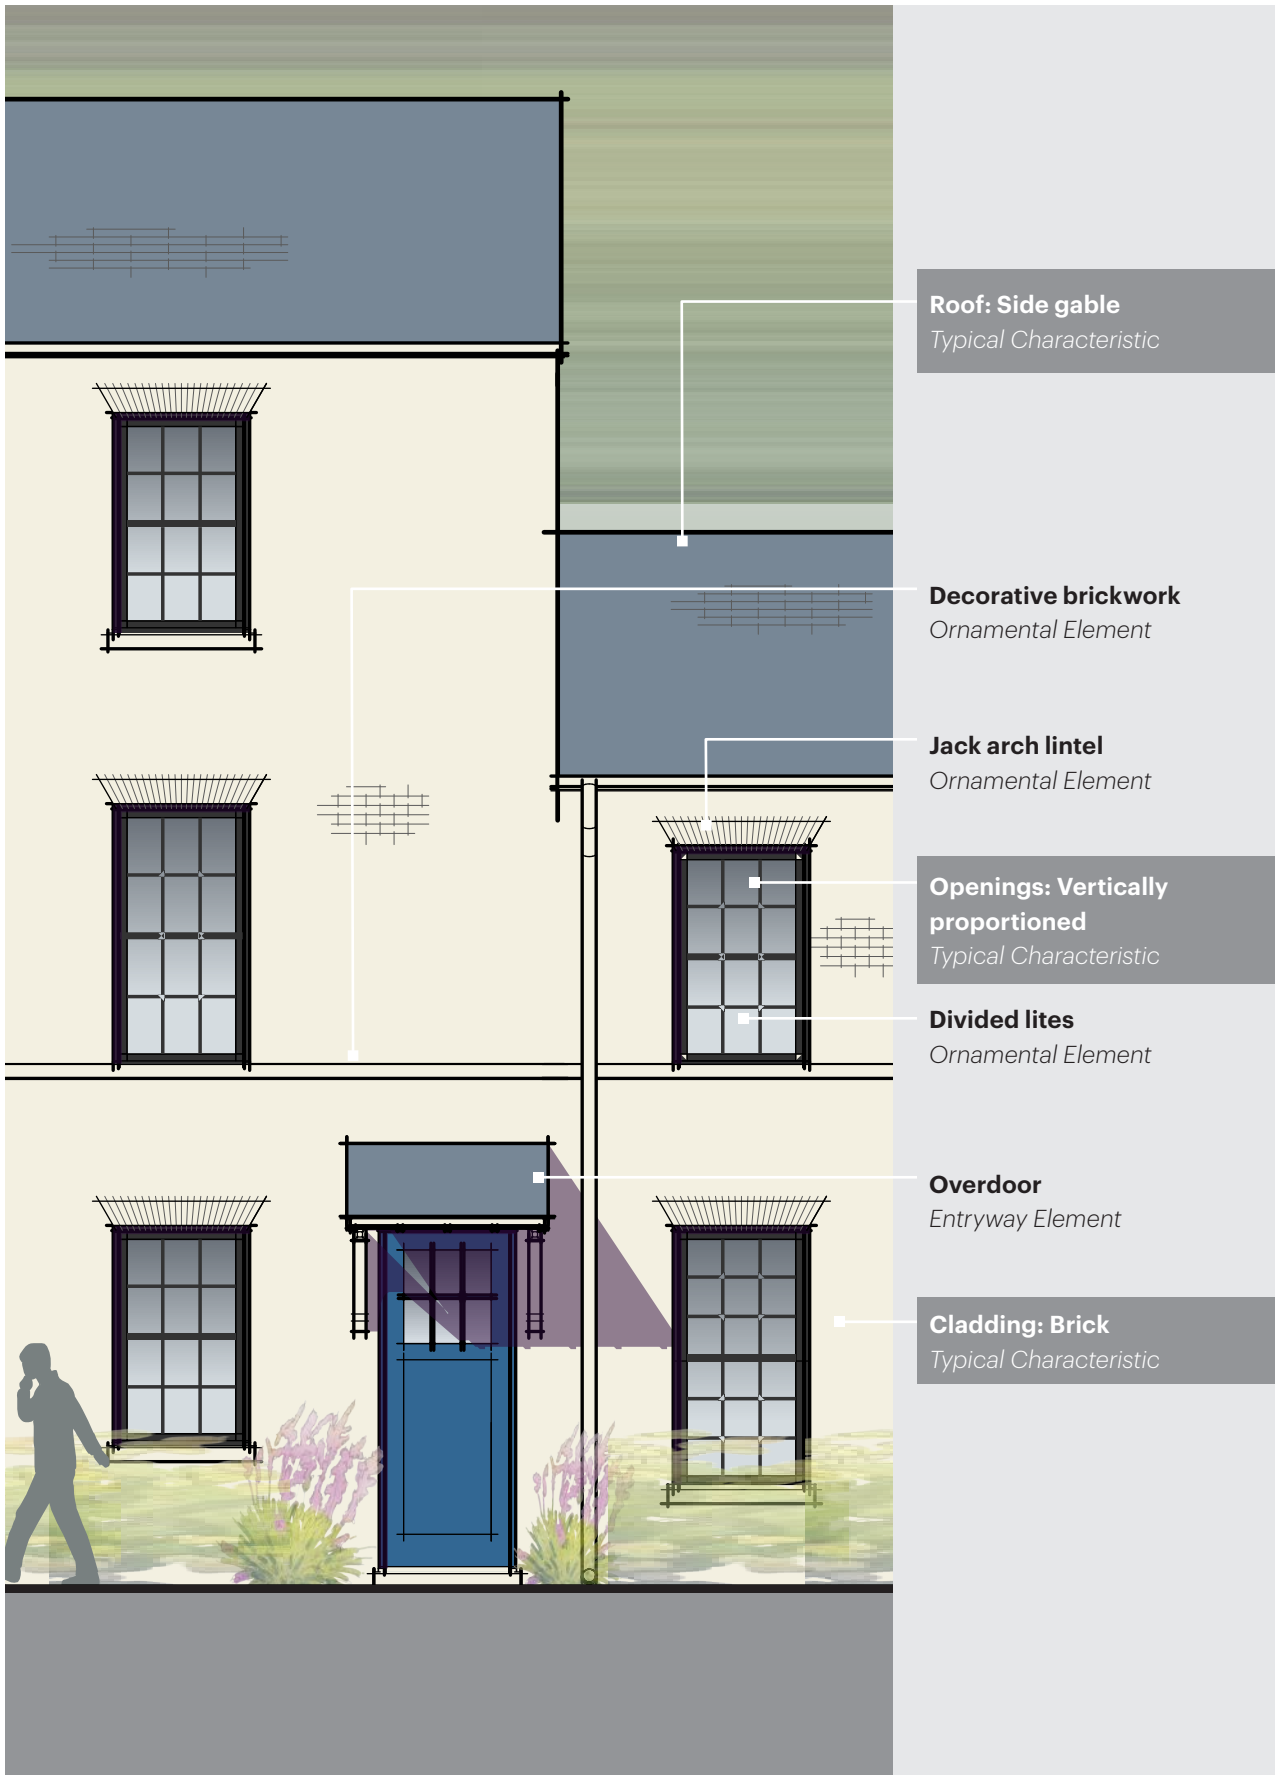 Roof: Side gable
Typical Characteristic
Decorative brickwork
Ornamental Element
Jack arch lintel
Ornamental Element
Openings: Vertically
proportioned
Typical Characteristic
Divided lites
Ornamental Element
Overdoor
Entryway Element
Cladding: Brick
Typical Characteristic